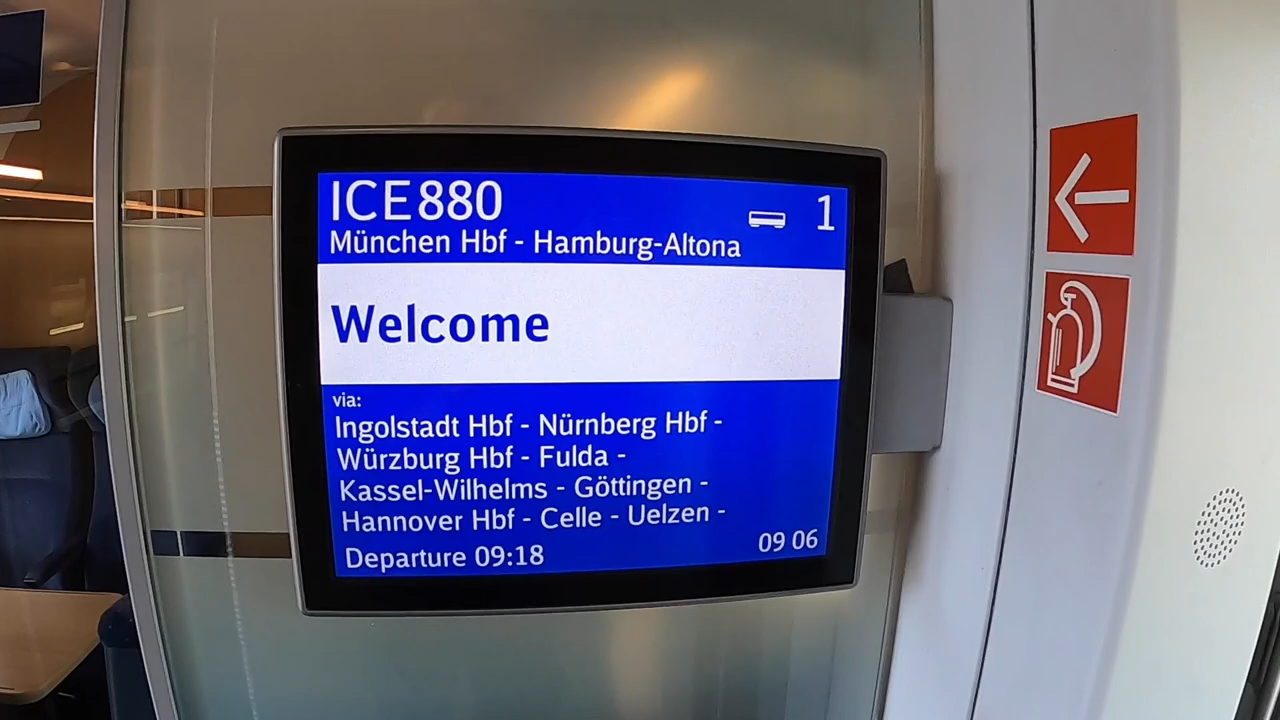 ICE880
1
München Hbf - Hamburg-Altona
Welcome
via:
Ingolstadt Hbf - Nürnberg Hbf -
Würzburg Hbf - Fulda -
Kassel-Wilhelms - Göttingen -
Hannover Hbf - Celle - Uelzen -
Departure 09:18
09 06